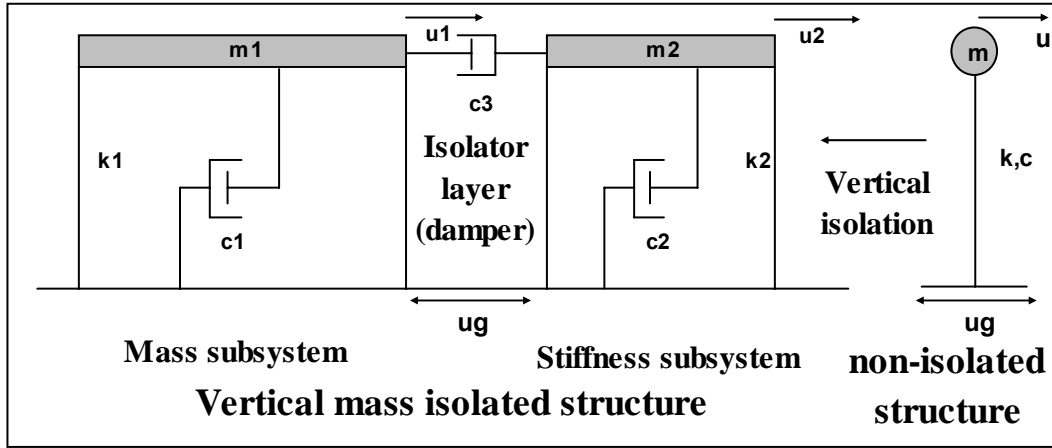 u1
u2
u
m1
m2
m
c3
k1
Isolator
layer
(damper)
k2
k,c
Vertical
isolation
c1
c2
ug
ug
Mass subsystem
Stiffness subsystem
non-isolated
structure
Vertical mass isolated structure